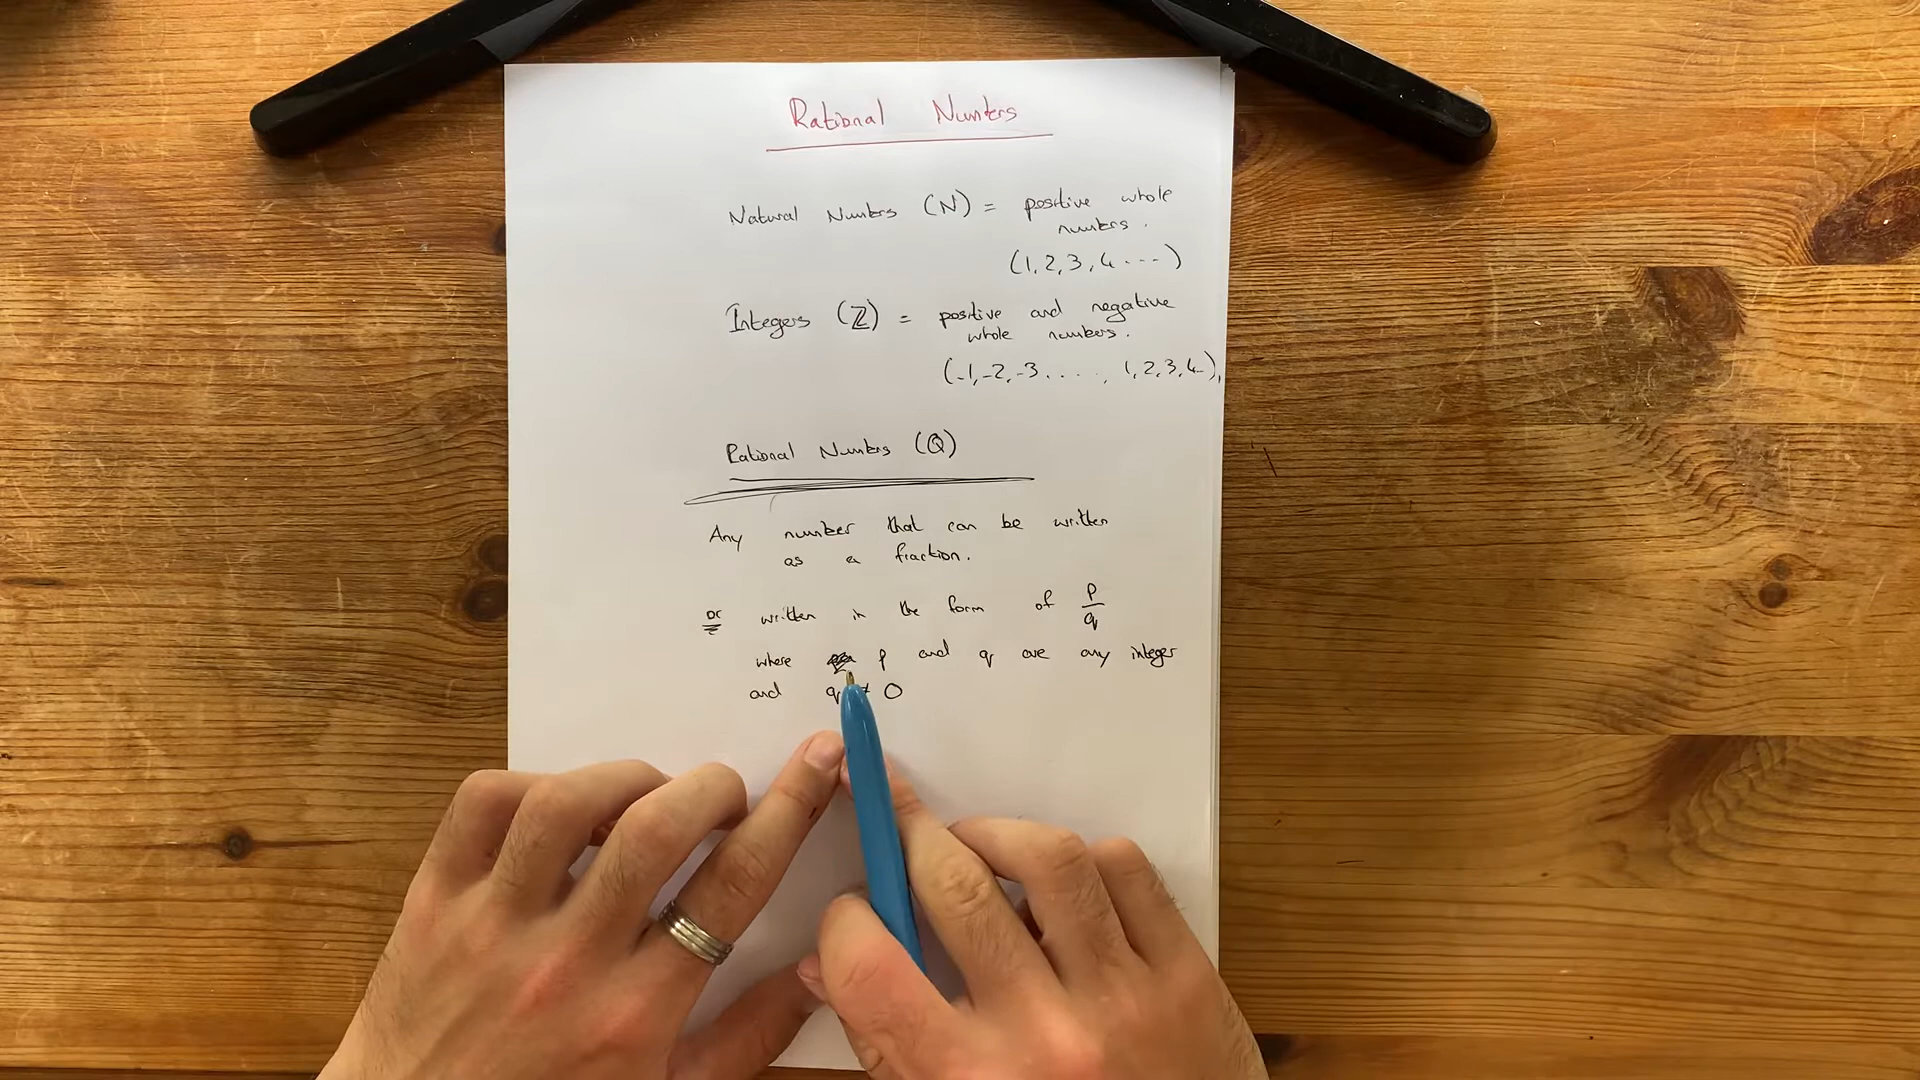 Rational Numbers
Natural Numbers (N) = positive whole
numbers.
(1, 2, 3, 4 ....)
Integers (ℤ) = positive and negative
whole numbers.
(-1, -2, -3 . . . . , 1, 2, 3, 4..),
Rational Numbers (ℚ)
Any number that can be written
as a fraction.
or written in the form of p/q
where p and q are any integer
and q ≠ 0